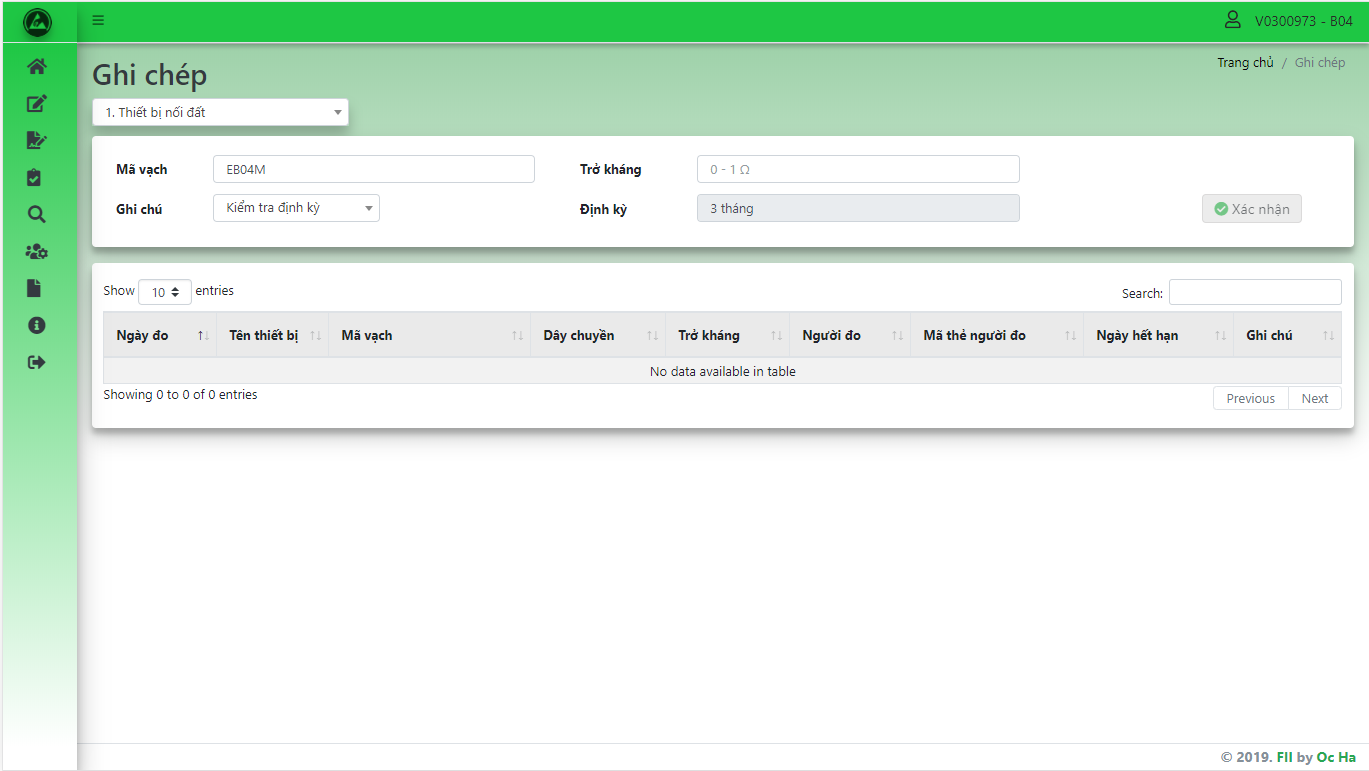 V0300973 - B04
Ghi chép
Trang chủ / Ghi chép
1. Thiết bị nối đất
Mã vạch EB04M Trở kháng 0 - 1 Ω
Ghi chú Kiểm tra định kỳ Định kỳ 3 tháng Xác nhận
Show 10 entries Search:
Ngày đo Tên thiết bị Mã vạch Dây chuyền Trở kháng Người đo Mã thẻ người đo Ngày hết hạn Ghi chú
No data available in table
Showing 0 to 0 of 0 entries Previous Next
© 2019. FII by Oc Ha